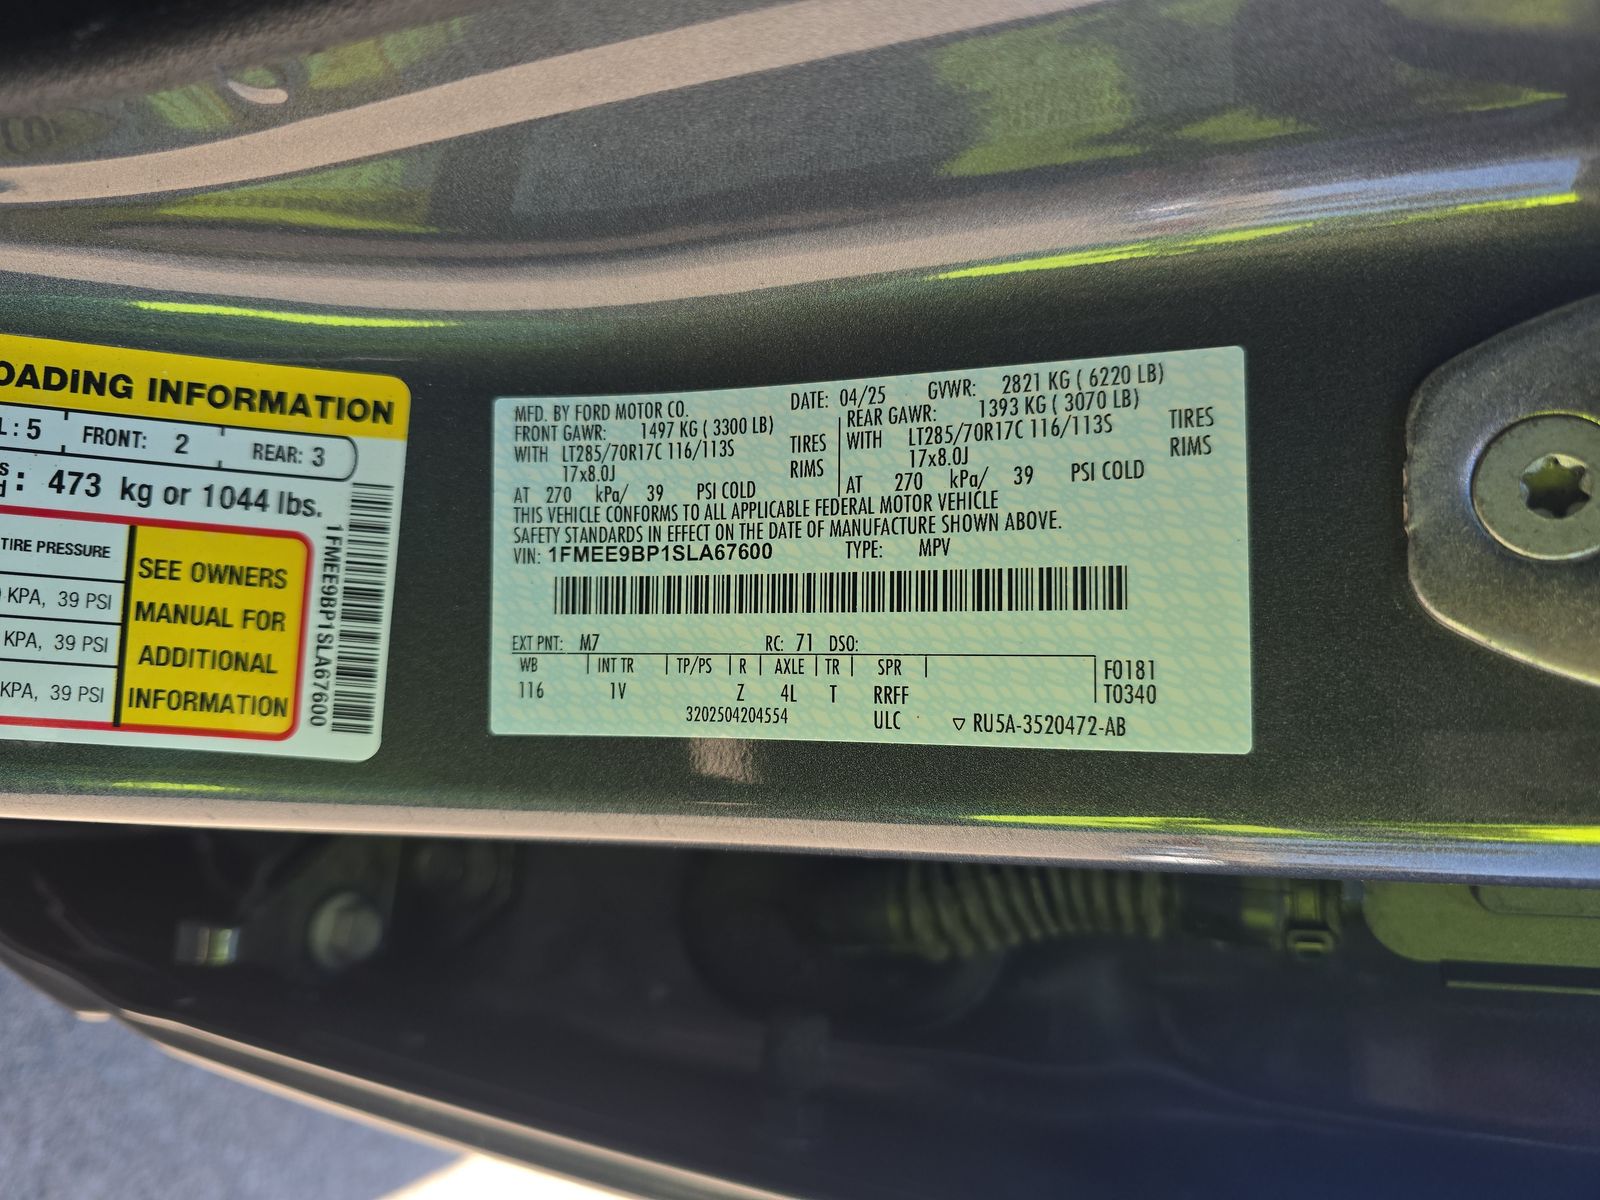 OADING INFORMATION
L: 5 FRONT: 2 REAR: 3
: 473 kg or 1044 lbs.
TIRE PRESSURE
KPA, 39 PSI
KPA, 39 PSI
KPA, 39 PSI
SEE OWNERS
MANUAL FOR
ADDITIONAL
INFORMATION
1FMEE9BP1SLA67600
MFD. BY FORD MOTOR CO. DATE: 04/25 GVWR: 2821 KG ( 6220 LB)
FRONT GAWR: 1497 KG ( 3300 LB) REAR GAWR: 1393 KG ( 3070 LB)
WITH LT285/70R17C 116/113S TIRES WITH LT285/70R17C 116/113S TIRES
17x8.0J RIMS 17x8.0J RIMS
AT 270 kPa/ 39 PSI COLD AT 270 kPa/ 39 PSI COLD
THIS VEHICLE CONFORMS TO ALL APPLICABLE FEDERAL MOTOR VEHICLE
SAFETY STANDARDS IN EFFECT ON THE DATE OF MANUFACTURE SHOWN ABOVE.
VIN: 1FMEE9BP1SLA67600 TYPE: MPV
EXT PNT: M7 RC: 71 DSO:
WB INT TR TP/PS R AXLE TR SPR F0181
116 1V Z 4L T RRFF T0340
3202504204554 ULC ▽ RU5A-3520472-AB